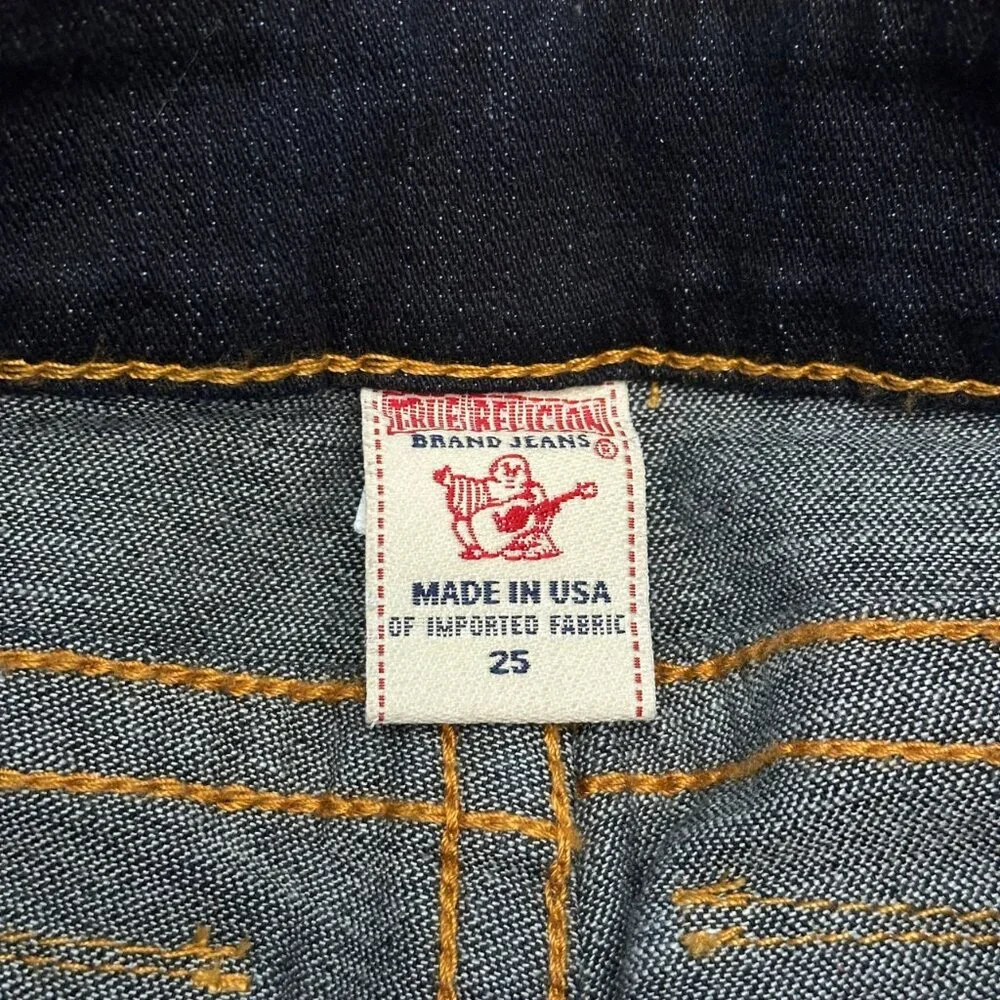 TRUE RELIGION
BRAND JEANS ®
MADE IN USA
OF IMPORTED FABRIC
25